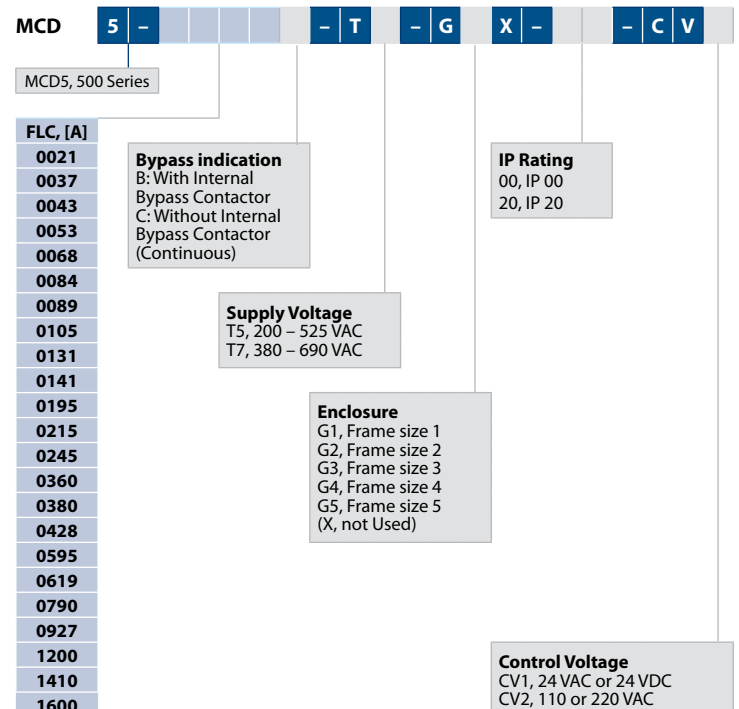 MCD 5 – – T – G X – – C V
MCD5, 500 Series
FLC, [A]
0021
0037
0043
0053
0068
0084
0089
0105
0131
0141
0195
0215
0245
0360
0380
0428
0595
0619
0790
0927
1200
1410
1600
Bypass indication
B: With Internal
Bypass Contactor
C: Without Internal
Bypass Contactor
(Continuous)
Supply Voltage
T5, 200 – 525 VAC
T7, 380 – 690 VAC
Enclosure
G1, Frame size 1
G2, Frame size 2
G3, Frame size 3
G4, Frame size 4
G5, Frame size 5
(X, not Used)
IP Rating
00, IP 00
20, IP 20
Control Voltage
CV1, 24 VAC or 24 VDC
CV2, 110 or 220 VAC